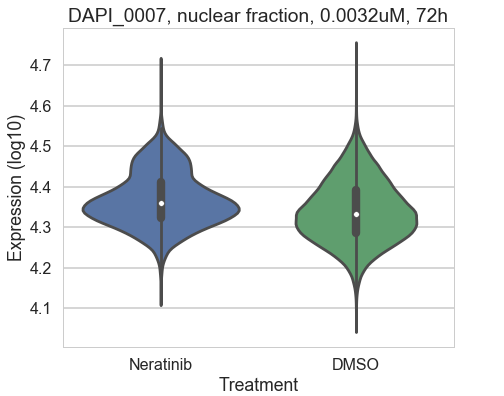 DAPI_0007, nuclear fraction, 0.0032uM, 72h
4.7
4.6
4.5
4.4
4.3
4.2
4.1
Expression (log10)
Neratinib
DMSO
Treatment